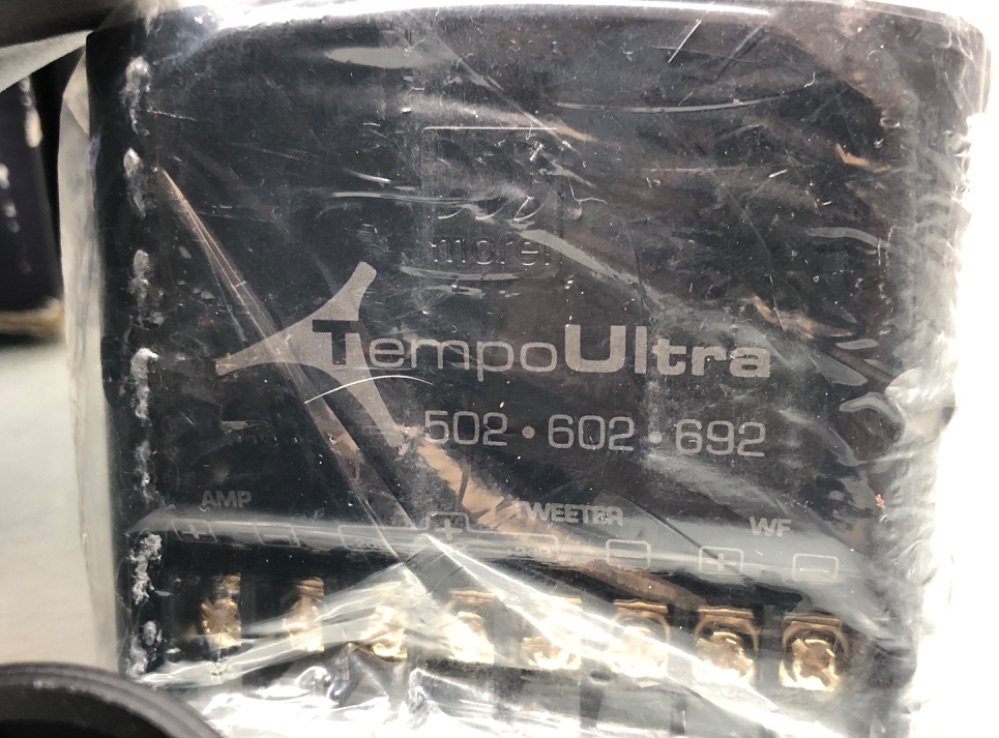 morel
TempoUltra
502 • 602 • 692
AMP TWEETER WF
+ - + - + -